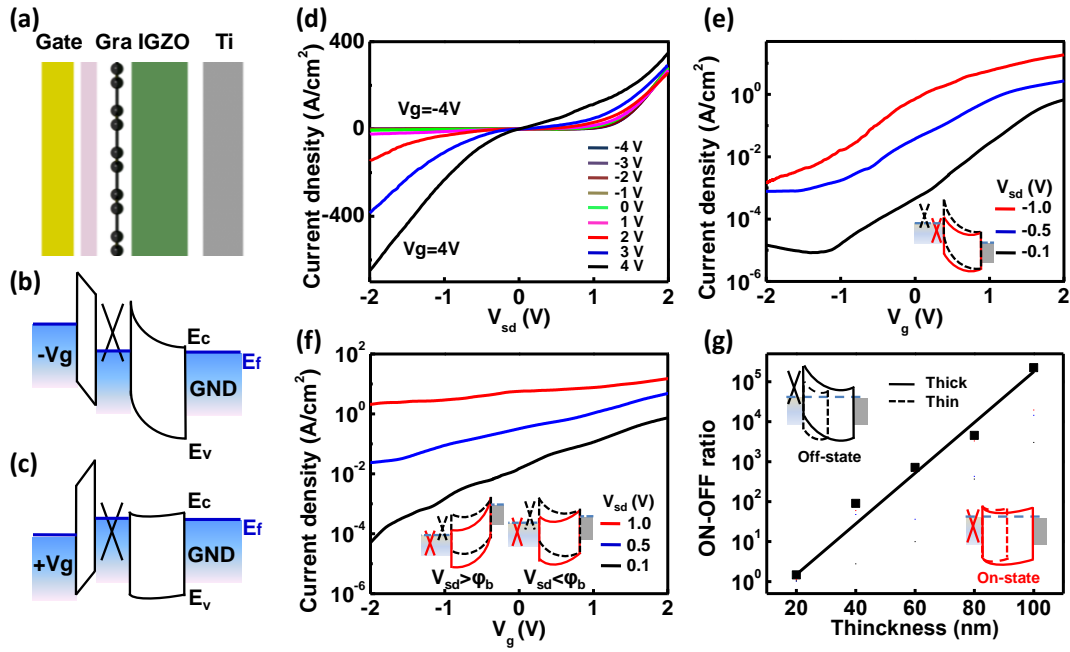 (a)
Gate Gra IGZO Ti
(b)
-Vg
Ec
Ef
GND
Ev
(c)
+Vg
Ec
Ef
GND
Ev
(d)
Current dnesity (A/cm²)
400
0
-400
Vg=-4V
Vg=4V
-4 V
-3 V
-2 V
-1 V
0 V
1 V
2 V
3 V
4 V
-2 -1 0 1 2
Vsd (V)
(e)
Current density (A/cm²)
10⁰
10⁻²
10⁻⁴
10⁻⁶
Vsd (V)
-1.0
-0.5
-0.1
-2 -1 0 1 2
Vg (V)
(f)
Current density (A/cm²)
10²
10⁰
10⁻²
10⁻⁴
10⁻⁶
Vsd (V)
1.0
0.5
0.1
Vsd>φb Vsd<φb
-2 -1 0 1 2
Vg (V)
(g)
ON-OFF ratio
10⁵
10⁴
10³
10²
10¹
10⁰
Thick
Thin
Off-state
On-state
20 40 60 80 100
Thinckness (nm)